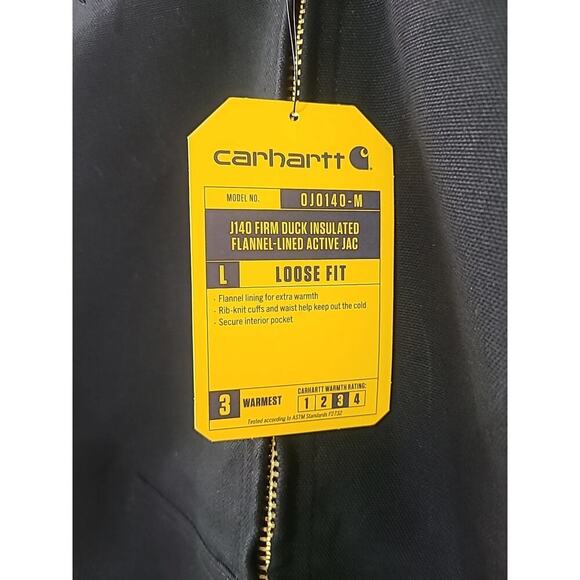 carhartt
MODEL NO. 0J0140-M
J140 FIRM DUCK INSULATED
FLANNEL-LINED ACTIVE JAC
L LOOSE FIT
· Flannel lining for extra warmth
· Rib-knit cuffs and waist help keep out the cold
· Secure interior pocket
CARHARTT WARMTH RATING:
3 WARMEST 1 2 3 4
Tested according to ASTM Standards F2732